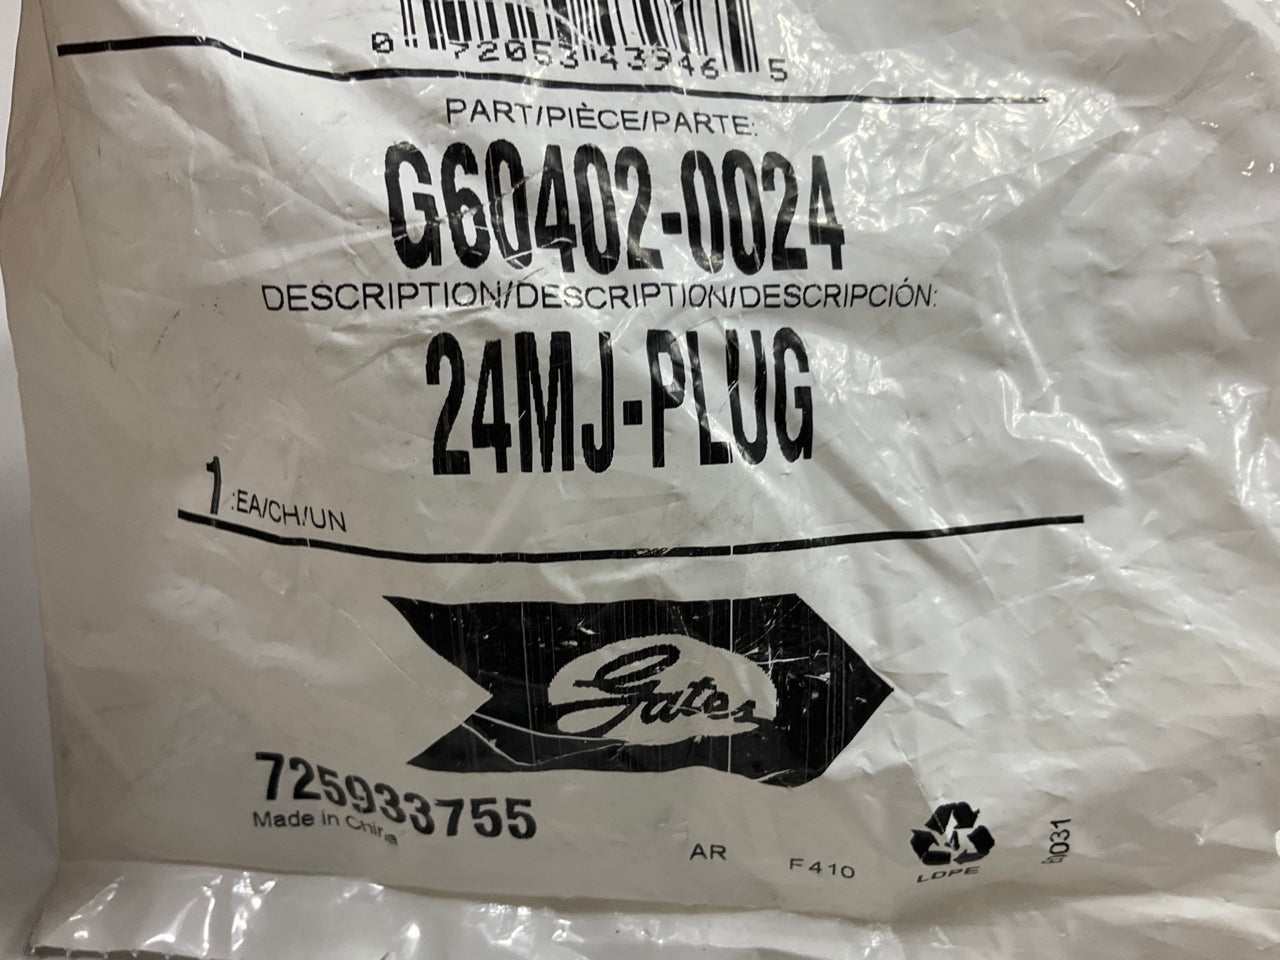 0 72053 43946 5
PART/PIÈCE/PARTE:
G60402-0024
DESCRIPTION/DESCRIPTION/DESCRIPCIÓN:
24MJ-PLUG
1 :EA/CH/UN
Gates
725933755
Made in China
AR F410
4
LDPE